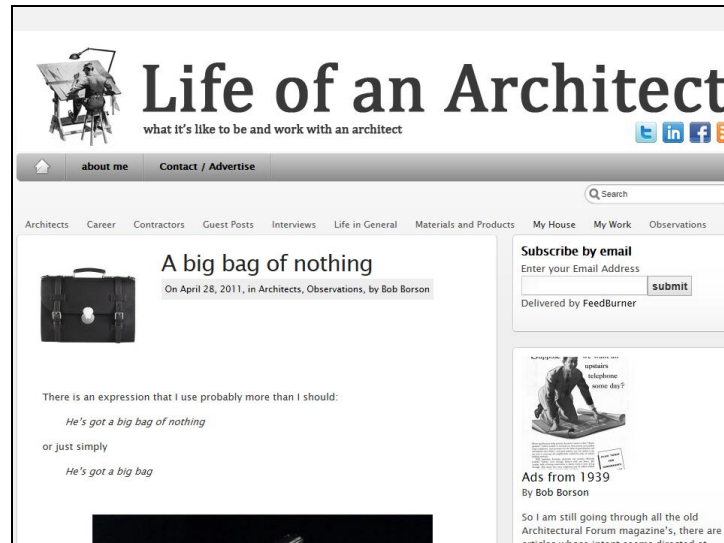 Life of an Architect
what it's like to be and work with an architect
about me Contact / Advertise
Search
Architects Career Contractors Guest Posts Interviews Life in General Materials and Products My House My Work Observations
A big bag of nothing
On April 28, 2011, in Architects, Observations, by Bob Borson
There is an expression that I use probably more than I should:
He's got a big bag of nothing
or just simply
He's got a big bag
Subscribe by email
Enter your Email Address
submit
Delivered by FeedBurner
upstairs
telephone
some day?
Ads from 1939
By Bob Borson
So I am still going through all the old
Architectural Forum magazine's, there are